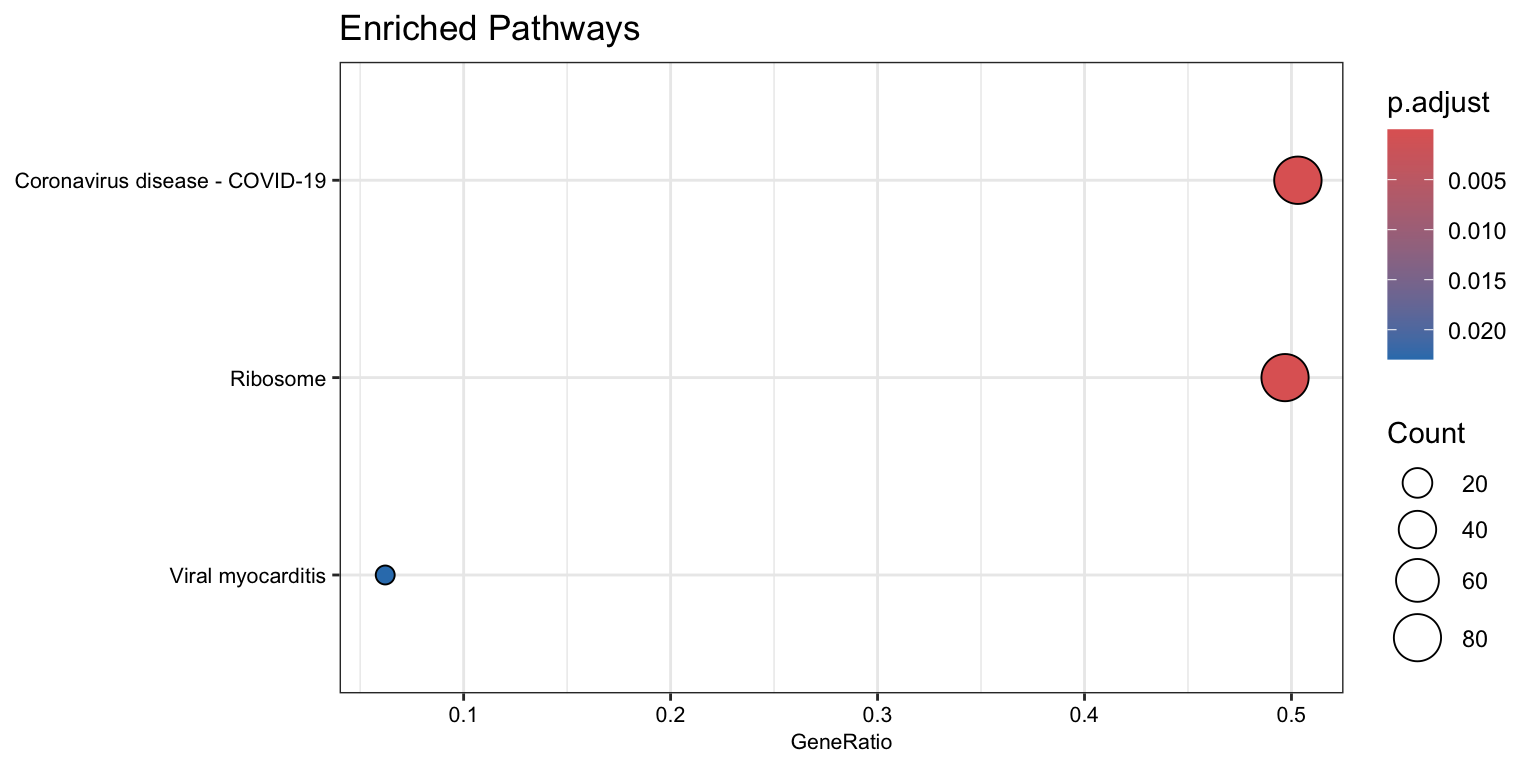 Enriched Pathways
Coronavirus disease - COVID-19
Ribosome
Viral myocarditis
0.1
0.2
0.3
0.4
0.5
GeneRatio
p.adjust
0.005
0.010
0.015
0.020
Count
20
40
60
80